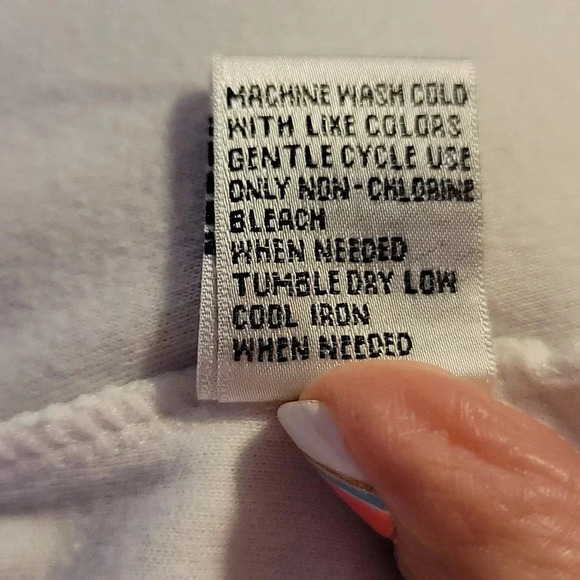 MACHINE WASH COLD
WITH LIKE COLORS
GENTLE CYCLE USE
ONLY NON-CHLORINE
BLEACH
WHEN NEEDED
TUMBLE DRY LOW
COOL IRON
WHEN NEEDED